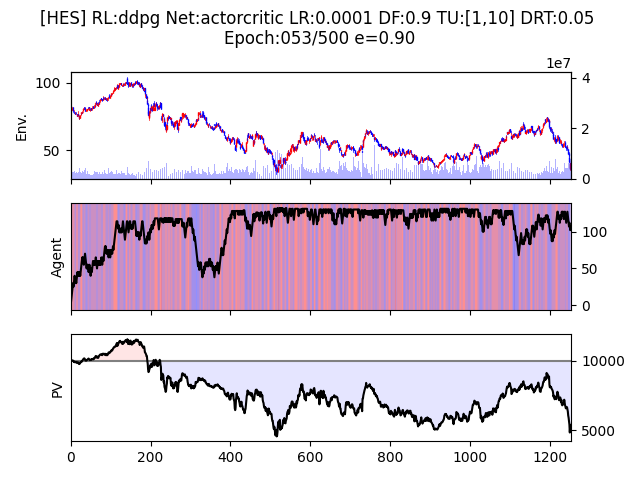 [HES] RL:ddpg Net:actorcritic LR:0.0001 DF:0.9 TU:[1,10] DRT:0.05
Epoch:053/500 e=0.90
1e7
100
50
Env.
4
2
0
Agent
100
50
0
PV
10000
5000
0 200 400 600 800 1000 1200